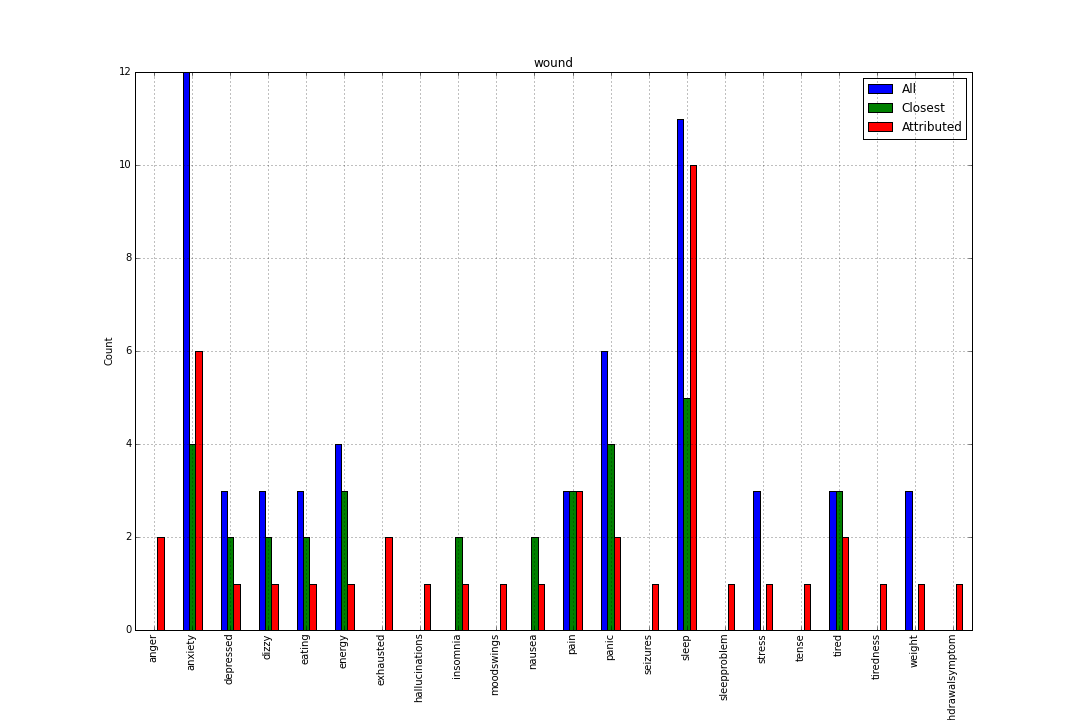 wound
12
10
8
6
4
2
0
Count
All
Closest
Attributed
anger
anxiety
depressed
dizzy
eating
energy
exhausted
hallucinations
insomnia
moodswings
nausea
pain
panic
seizures
sleep
sleepproblem
stress
tense
tired
tiredness
weight
hdrawalsymptom